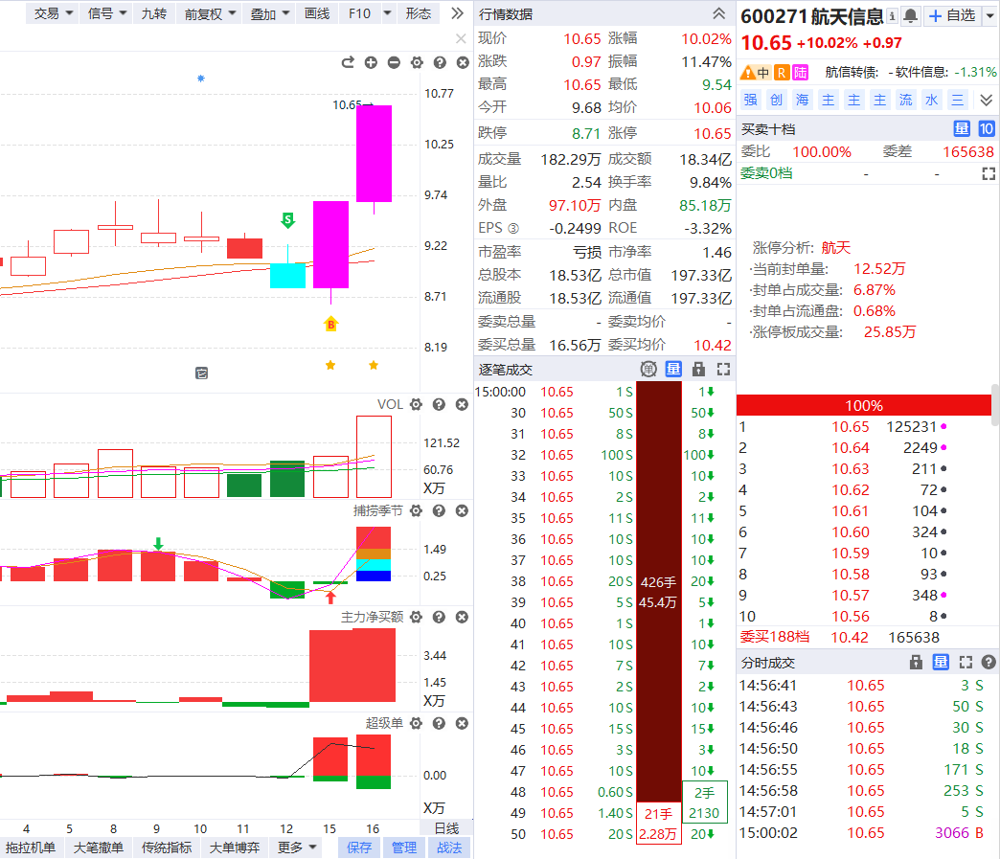 交易 信号 九转 前复权 叠加 画线 F10 形态
10.65
10.77
10.25
9.74
9.22
8.71
8.19
S
B
VOL
121.52
60.76
X万
捕捞季节
1.49
0.25
主力净买额
3.44
1.45
X万
超级单
0.00
X万
4 5 8 9 10 11 12 15 16 日线
拖拉机单 大笔撤单 传统指标 大单博弈 更多 保存 管理 战法
行情数据
现价 10.65 涨幅 10.02%
涨跌 0.97 振幅 11.47%
最高 10.65 最低 9.54
今开 9.68 均价 10.06
跌停 8.71 涨停 10.65
成交量 182.29万 成交额 18.34亿
量比 2.54 换手率 9.84%
外盘 97.10万 内盘 85.18万
EPS ③ -0.2499 ROE -3.32%
市盈率 亏损 市净率 1.46
总股本 18.53亿 总市值 197.33亿
流通股 18.53亿 流通值 197.33亿
委卖总量 - 委卖均价 -
委买总量 16.56万 委买均价 10.42
逐笔成交 单 量
15:00:00 10.65 1 S 1
30 10.65 50 S 50
31 10.65 8 S 8
32 10.65 100 S 100
33 10.65 10 S 10
34 10.65 2 S 2
35 10.65 11 S 11
36 10.65 10 S 10
37 10.65 10 S 10
38 10.65 20 S 426手 20
39 10.65 5 S 45.4万 5
40 10.65 1 S 1
41 10.65 10 S 10
42 10.65 7 S 7
43 10.65 2 S 2
44 10.65 10 S 10
45 10.65 15 S 15
46 10.65 3 S 3
47 10.65 10 S 10
48 10.65 0.60 S 2手
49 10.65 1.40 S 21手 2130
50 10.65 20 S 2.28万 20
600271 航天信息 自选
10.65 +10.02% +0.97
中 R 陆 航信转债: - 软件信息: -1.31%
强 创 海 主 主 主 流 水 三
买卖十档 量 10
委比 100.00% 委差 165638
委卖0档 - -
涨停分析: 航天
·当前封单量: 12.52万
·封单占成交量: 6.87%
·封单占流通盘: 0.68%
·涨停板成交量: 25.85万
100%
1 10.65 125231
2 10.64 2249
3 10.63 211
4 10.62 72
5 10.61 104
6 10.60 324
7 10.59 10
8 10.58 93
9 10.57 348
10 10.56 8
委买188档 10.42 165638
分时成交 量
14:56:41 10.65 3 S
14:56:43 10.65 50 S
14:56:46 10.65 30 S
14:56:50 10.65 18 S
14:56:55 10.65 171 S
14:56:58 10.65 253 S
14:57:01 10.65 5 S
15:00:02 10.65 3066 B